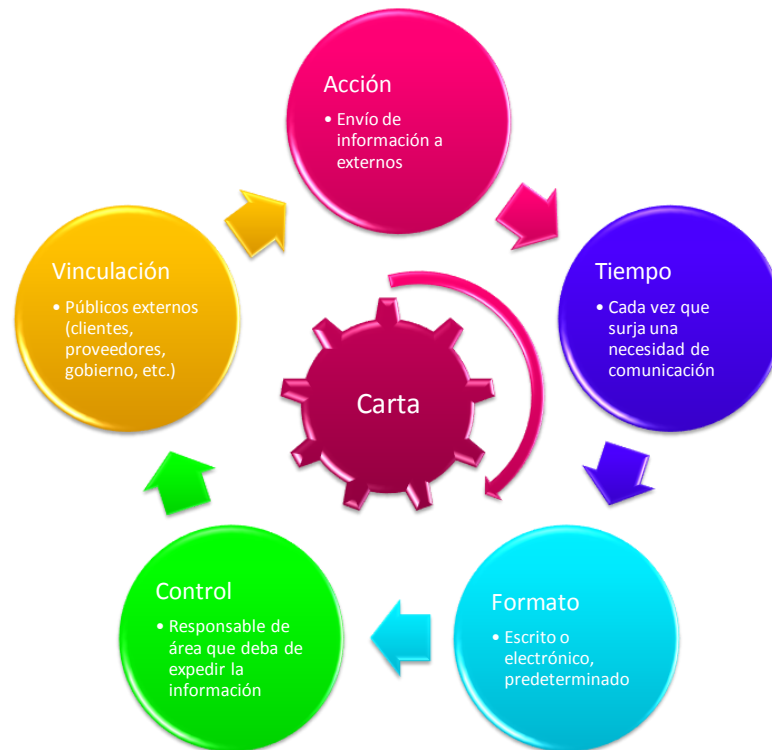 Acción
• Envío de
información a
externos
Tiempo
• Cada vez que
surja una
necesidad de
comunicación
Formato
• Escrito o
electrónico,
predeterminado
Control
• Responsable de
área que deba de
expedir la
información
Vinculación
• Públicos externos
(clientes,
proveedores,
gobierno, etc.)
Carta